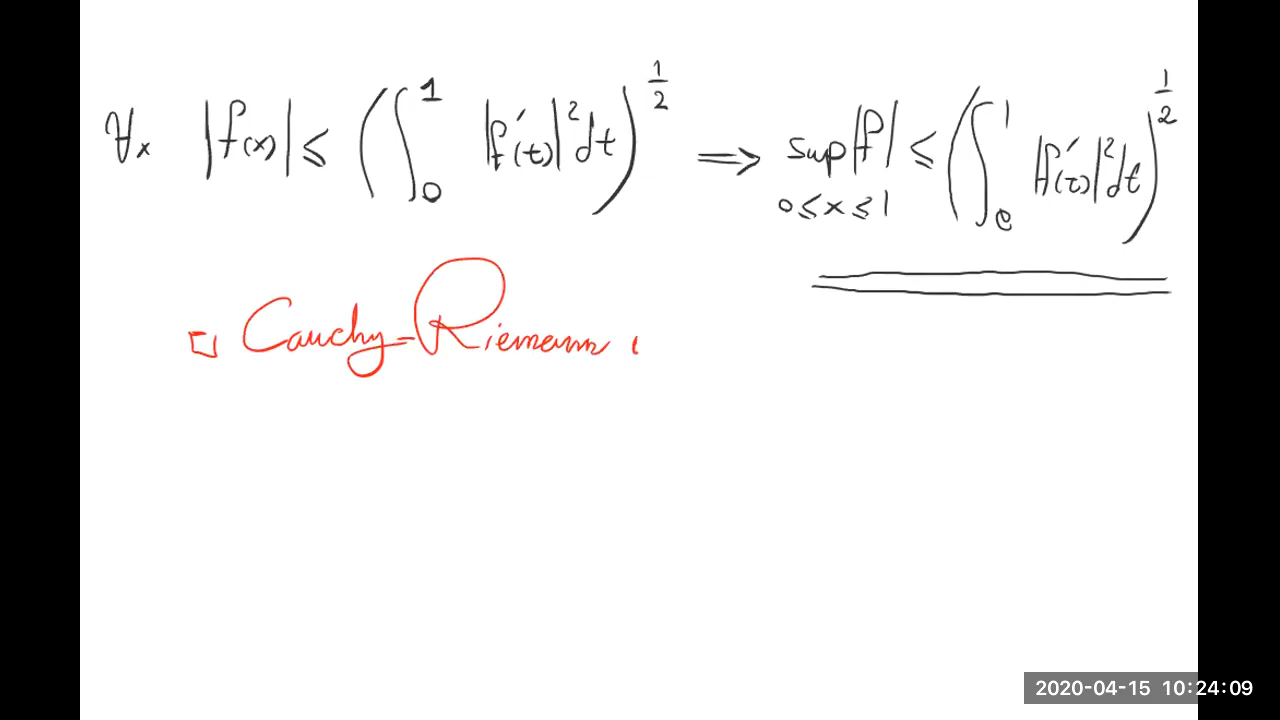 ∀x |f(x)| ≤ (∫₀¹ |f'(t)|² dt)^{1/2} ⟹ sup|f| ≤ (∫₀¹ |f'(t)|² dt)^{1/2}
0≤x≤1
□ Cauchy-Riemann
2020-04-15 10:24:09